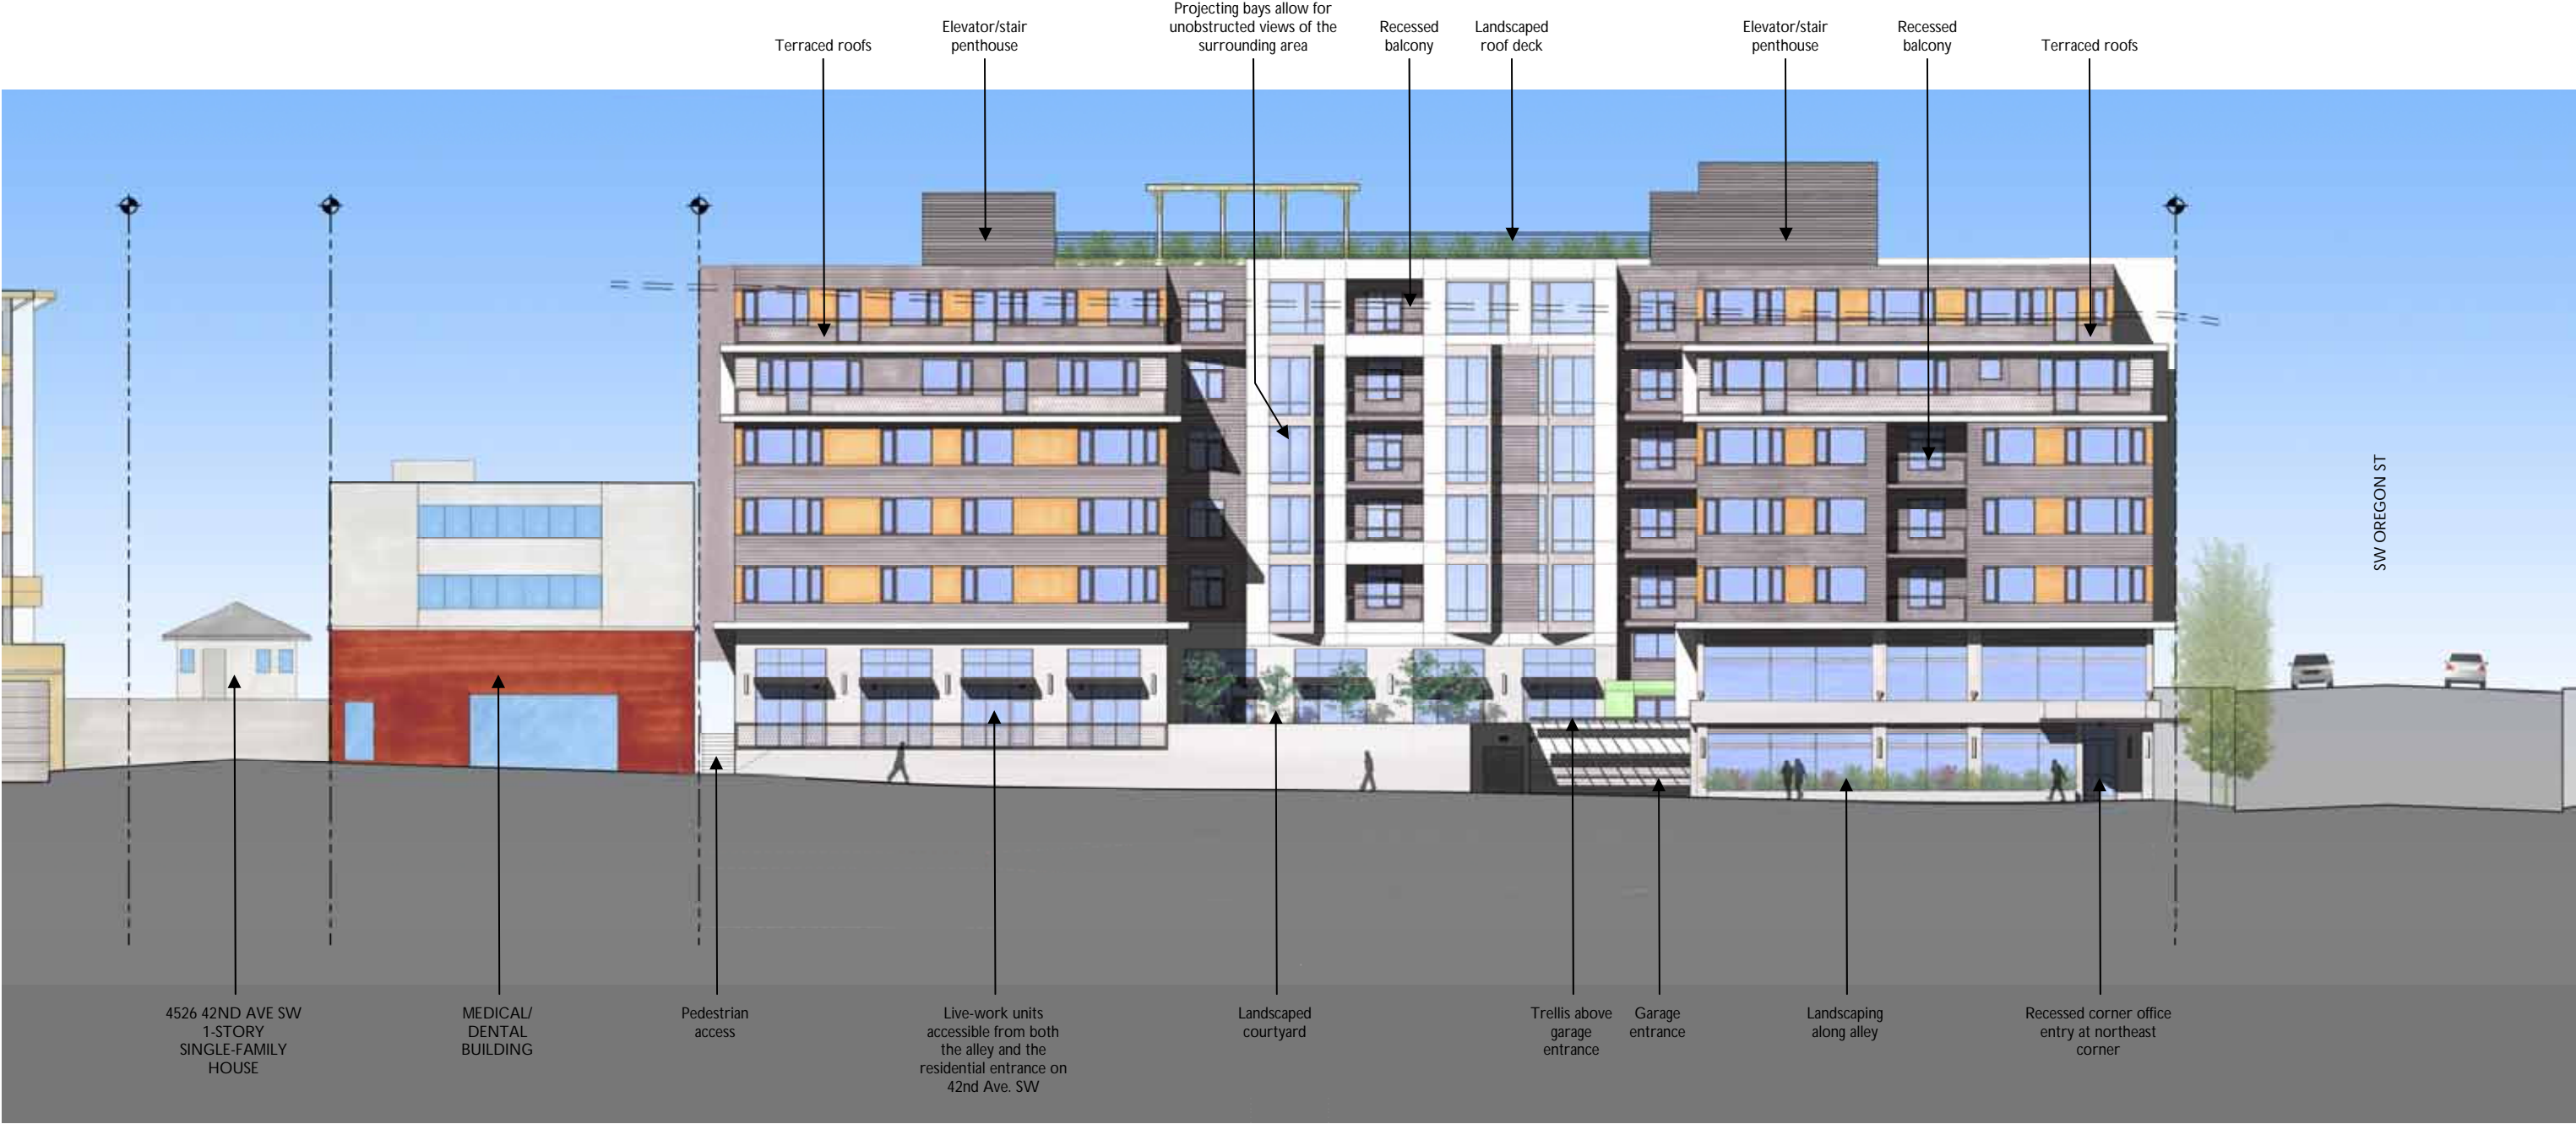 Terraced roofs
Elevator/stair
penthouse
Projecting bays allow for
unobstructed views of the
surrounding area
Recessed
balcony
Landscaped
roof deck
Elevator/stair
penthouse
Recessed
balcony
Terraced roofs
SW OREGON ST
4526 42ND AVE SW
1-STORY
SINGLE-FAMILY
HOUSE
MEDICAL/
DENTAL
BUILDING
Pedestrian
access
Live-work units
accessible from both
the alley and the
residential entrance on
42nd Ave. SW
Landscaped
courtyard
Trellis above
garage
entrance
Garage
entrance
Landscaping
along alley
Recessed corner office
entry at northeast
corner